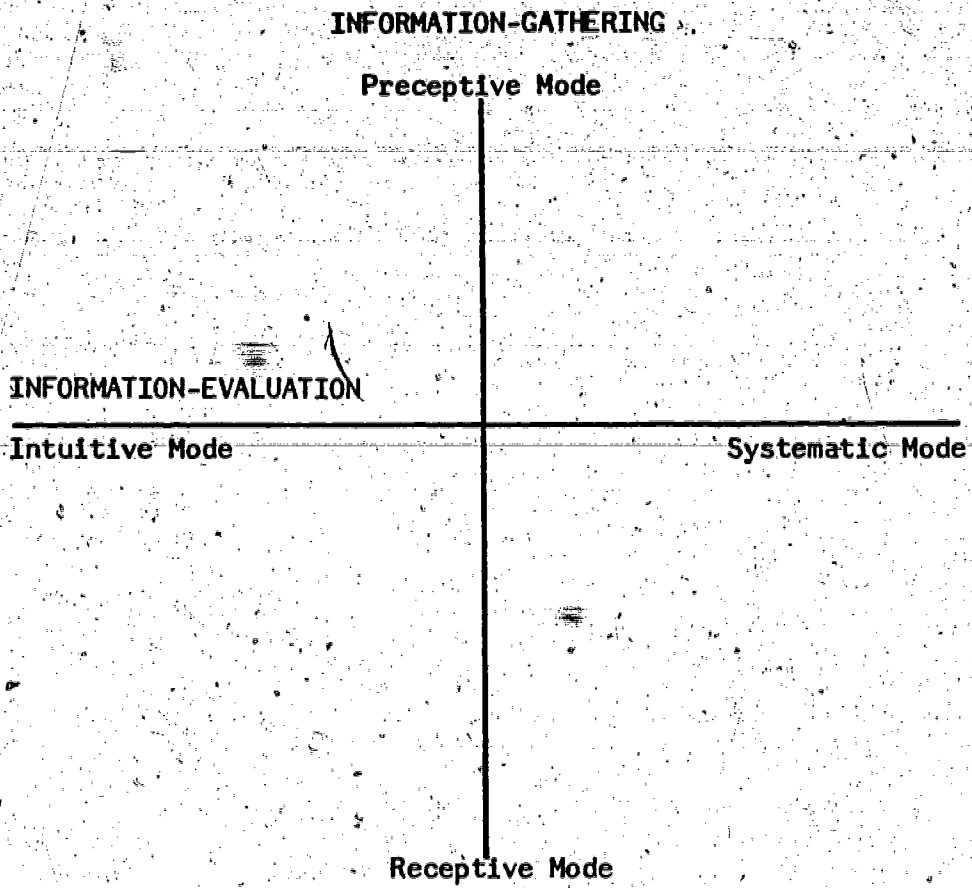 INFORMATION-GATHERING
Preceptive Mode
INFORMATION-EVALUATION
Intuitive Mode
Systematic Mode
Receptive Mode